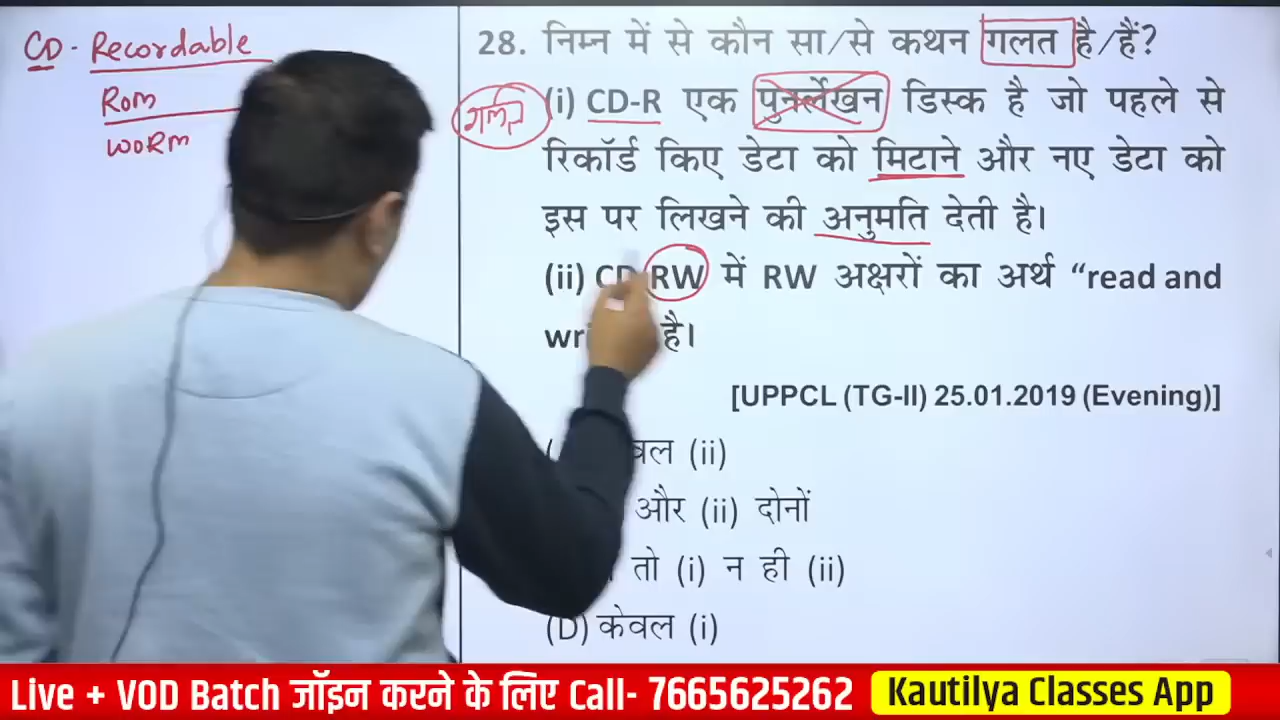 CD - Recordable
Rom
WORM
28. निम्न में से कौन सा/से कथन गलत है/हैं?
गलत
(i) CD-R एक पुनर्लेखन डिस्क है जो पहले से
रिकॉर्ड किए डेटा को मिटाने और नए डेटा को
इस पर लिखने की अनुमति देती है।
(ii) CD RW में RW अक्षरों का अर्थ “read and
है।
[UPPCL (TG-II) 25.01.2019 (Evening)]
(ii)
और (ii) दोनों
तो (i) न ही (ii)
(D) केवल (i)
Live + VOD Batch जॉइन करने के लिए Call- 7665625262
Kautilya Classes App